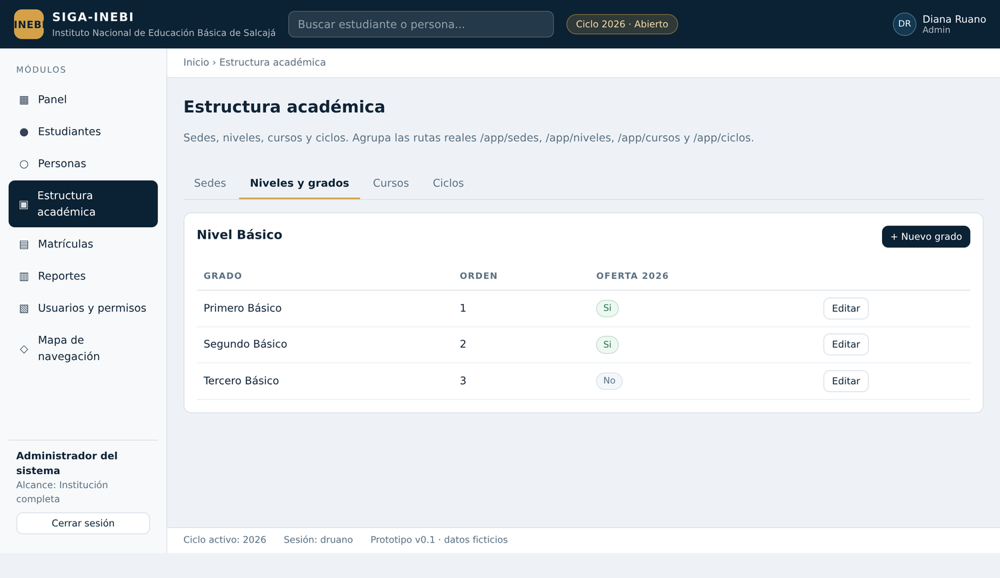 INEBI
SIGA-INEBI
Instituto Nacional de Educación Básica de Salcajá
Buscar estudiante o persona...
Ciclo 2026 · Abierto
DR
Diana Ruano
Admin
MÓDULOS
Panel
Estudiantes
Personas
Estructura
académica
Matrículas
Reportes
Usuarios y permisos
Mapa de
navegación
Administrador del
sistema
Alcance: Institución
completa
Cerrar sesión
Inicio › Estructura académica
Estructura académica
Sedes, niveles, cursos y ciclos. Agrupa las rutas reales /app/sedes, /app/niveles, /app/cursos y /app/ciclos.
Sedes Niveles y grados Cursos Ciclos
Nivel Básico
+ Nuevo grado
GRADO ORDEN OFERTA 2026
Primero Básico 1 Si Editar
Segundo Básico 2 Si Editar
Tercero Básico 3 No Editar
Ciclo activo: 2026 Sesión: druano Prototipo v0.1 · datos ficticios